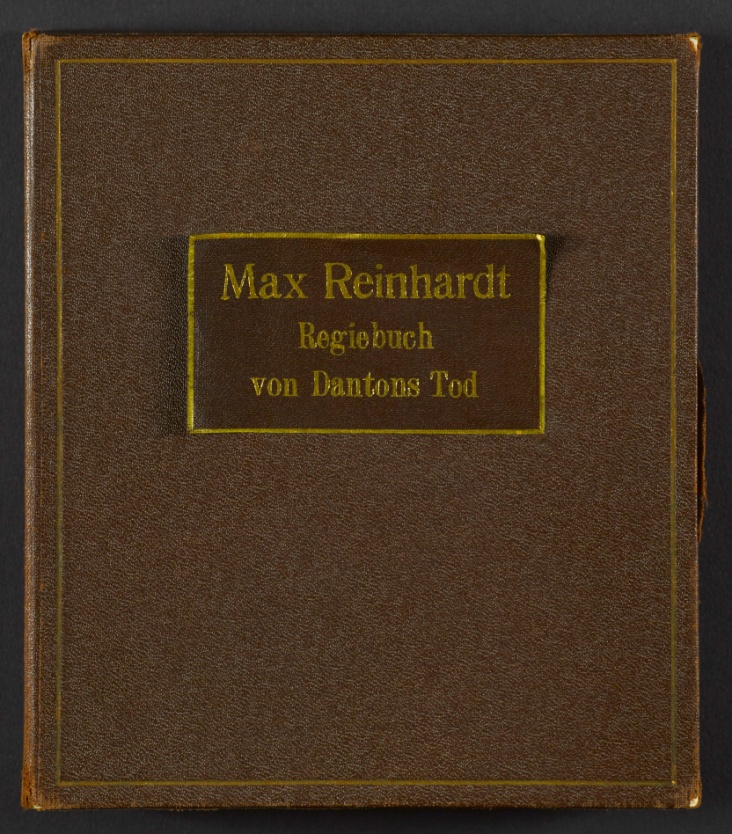 Max Reinhardt
Regiebuch
von Dantons Tod